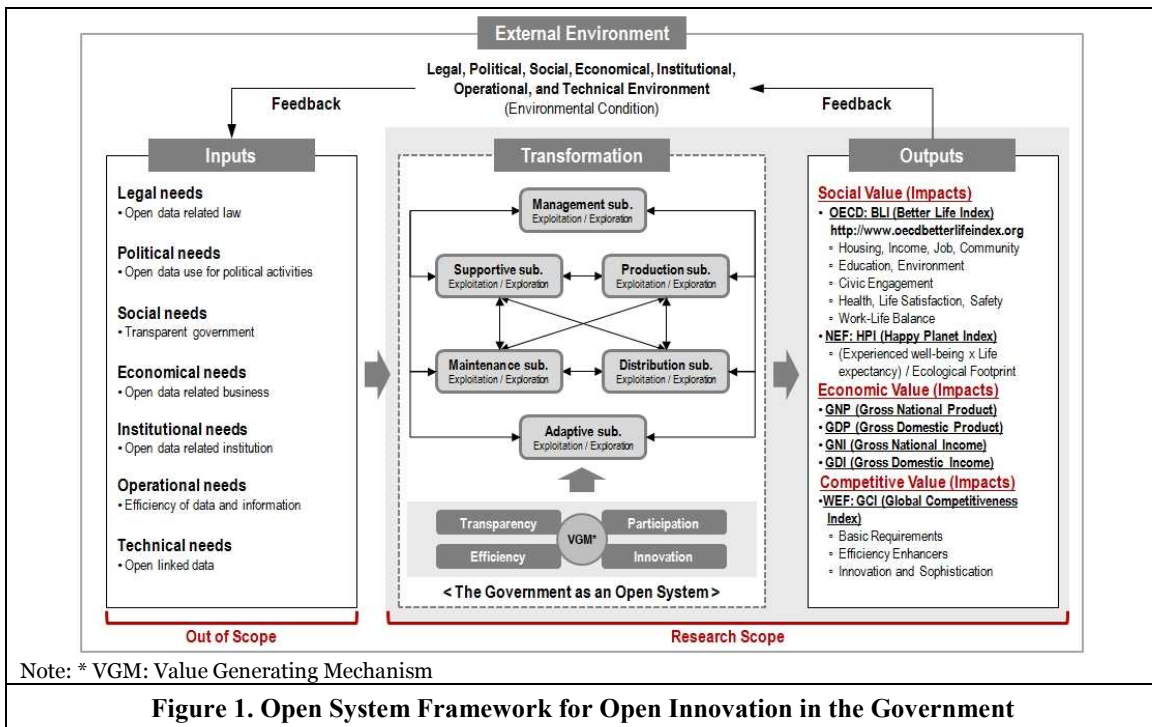 External Environment
Legal, Political, Social, Economical, Institutional,
Operational, and Technical Environment
(Environmental Condition)
Feedback
Feedback
Inputs
Legal needs
• Open data related law
Political needs
• Open data use for political activities
Social needs
• Transparent government
Economical needs
• Open data related business
Institutional needs
• Open data related institution
Operational needs
• Efficiency of data and information
Technical needs
• Open linked data
Transformation
Management sub.
Exploitation / Exploration
Supportive sub.
Exploitation / Exploration
Production sub.
Exploitation / Exploration
Maintenance sub.
Exploitation / Exploration
Distribution sub.
Exploitation / Exploration
Adaptive sub.
Exploitation / Exploration
Transparency
Participation
VGM*
Efficiency
Innovation
< The Government as an Open System >
Outputs
Social Value (Impacts)
• OECD: BLI (Better Life Index)
http://www.oecdbetterlifeindex.org
▫ Housing, Income, Job, Community
▫ Education, Environment
▫ Civic Engagement
▫ Health, Life Satisfaction, Safety
▫ Work-Life Balance
• NEF: HPI (Happy Planet Index)
▫ (Experienced well-being x Life
expectancy) / Ecological Footprint
Economic Value (Impacts)
• GNP (Gross National Product)
• GDP (Gross Domestic Product)
• GNI (Gross National Income)
• GDI (Gross Domestic Income)
Competitive Value (Impacts)
• WEF: GCI (Global Competitiveness
Index)
▫ Basic Requirements
▫ Efficiency Enhancers
▫ Innovation and Sophistication
Out of Scope
Research Scope
Note: * VGM: Value Generating Mechanism
Figure 1. Open System Framework for Open Innovation in the Government